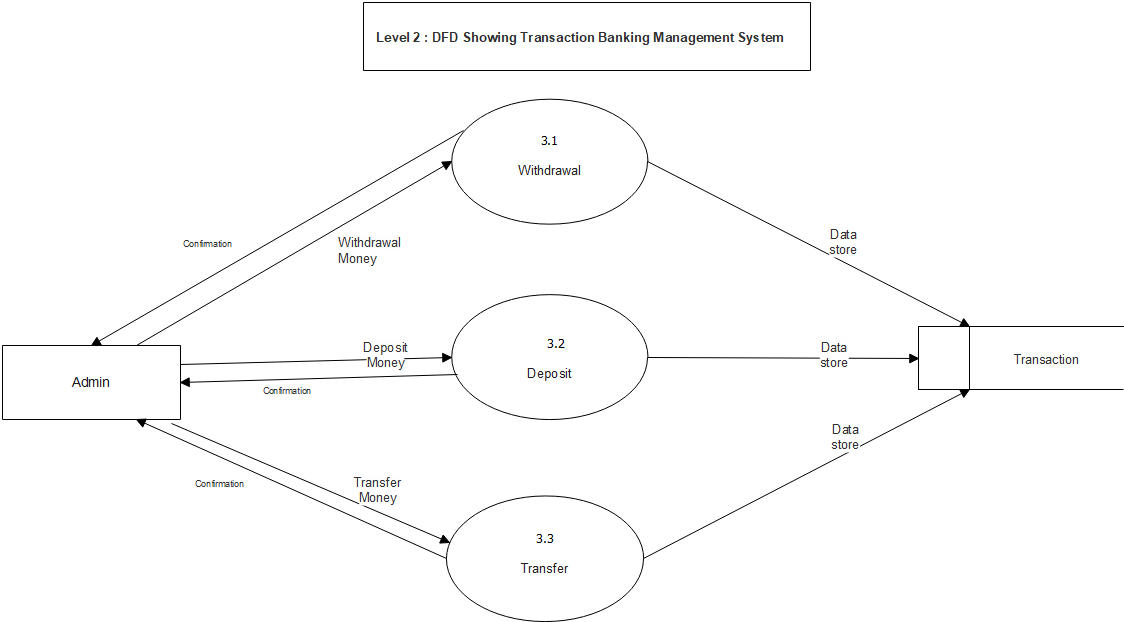 Level 2 : DFD Showing Transaction Banking Management System
3.1
Withdrawal
Confirmation
Withdrawal
Money
Data
store
Deposit
Money
3.2
Deposit
Data
store
Transaction
Admin
Confirmation
Data
store
Confirmation
Transfer
Money
3.3
Transfer